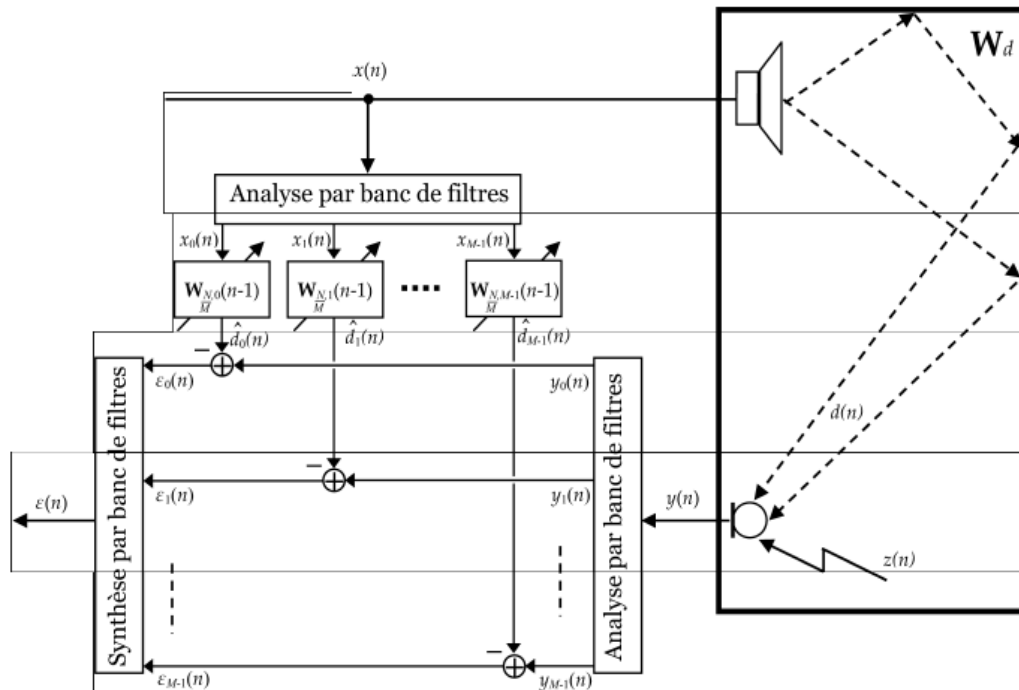 x(n)
W_d
Analyse par banc de filtres
x_0(n) x_1(n) x_{M-1}(n)
W_{N/M,0}(n-1) W_{N/M,1}(n-1) .... W_{N/M,M-1}(n-1)
d̂_0(n) d̂_1(n) d̂_{M-1}(n)
−
ε_0(n) y_0(n)
d(n)
Synthèse par banc de filtres
Analyse par banc de filtres
−
ε(n) ε_1(n) y_1(n) y(n)
z(n)
−
ε_{M-1}(n) y_{M-1}(n)